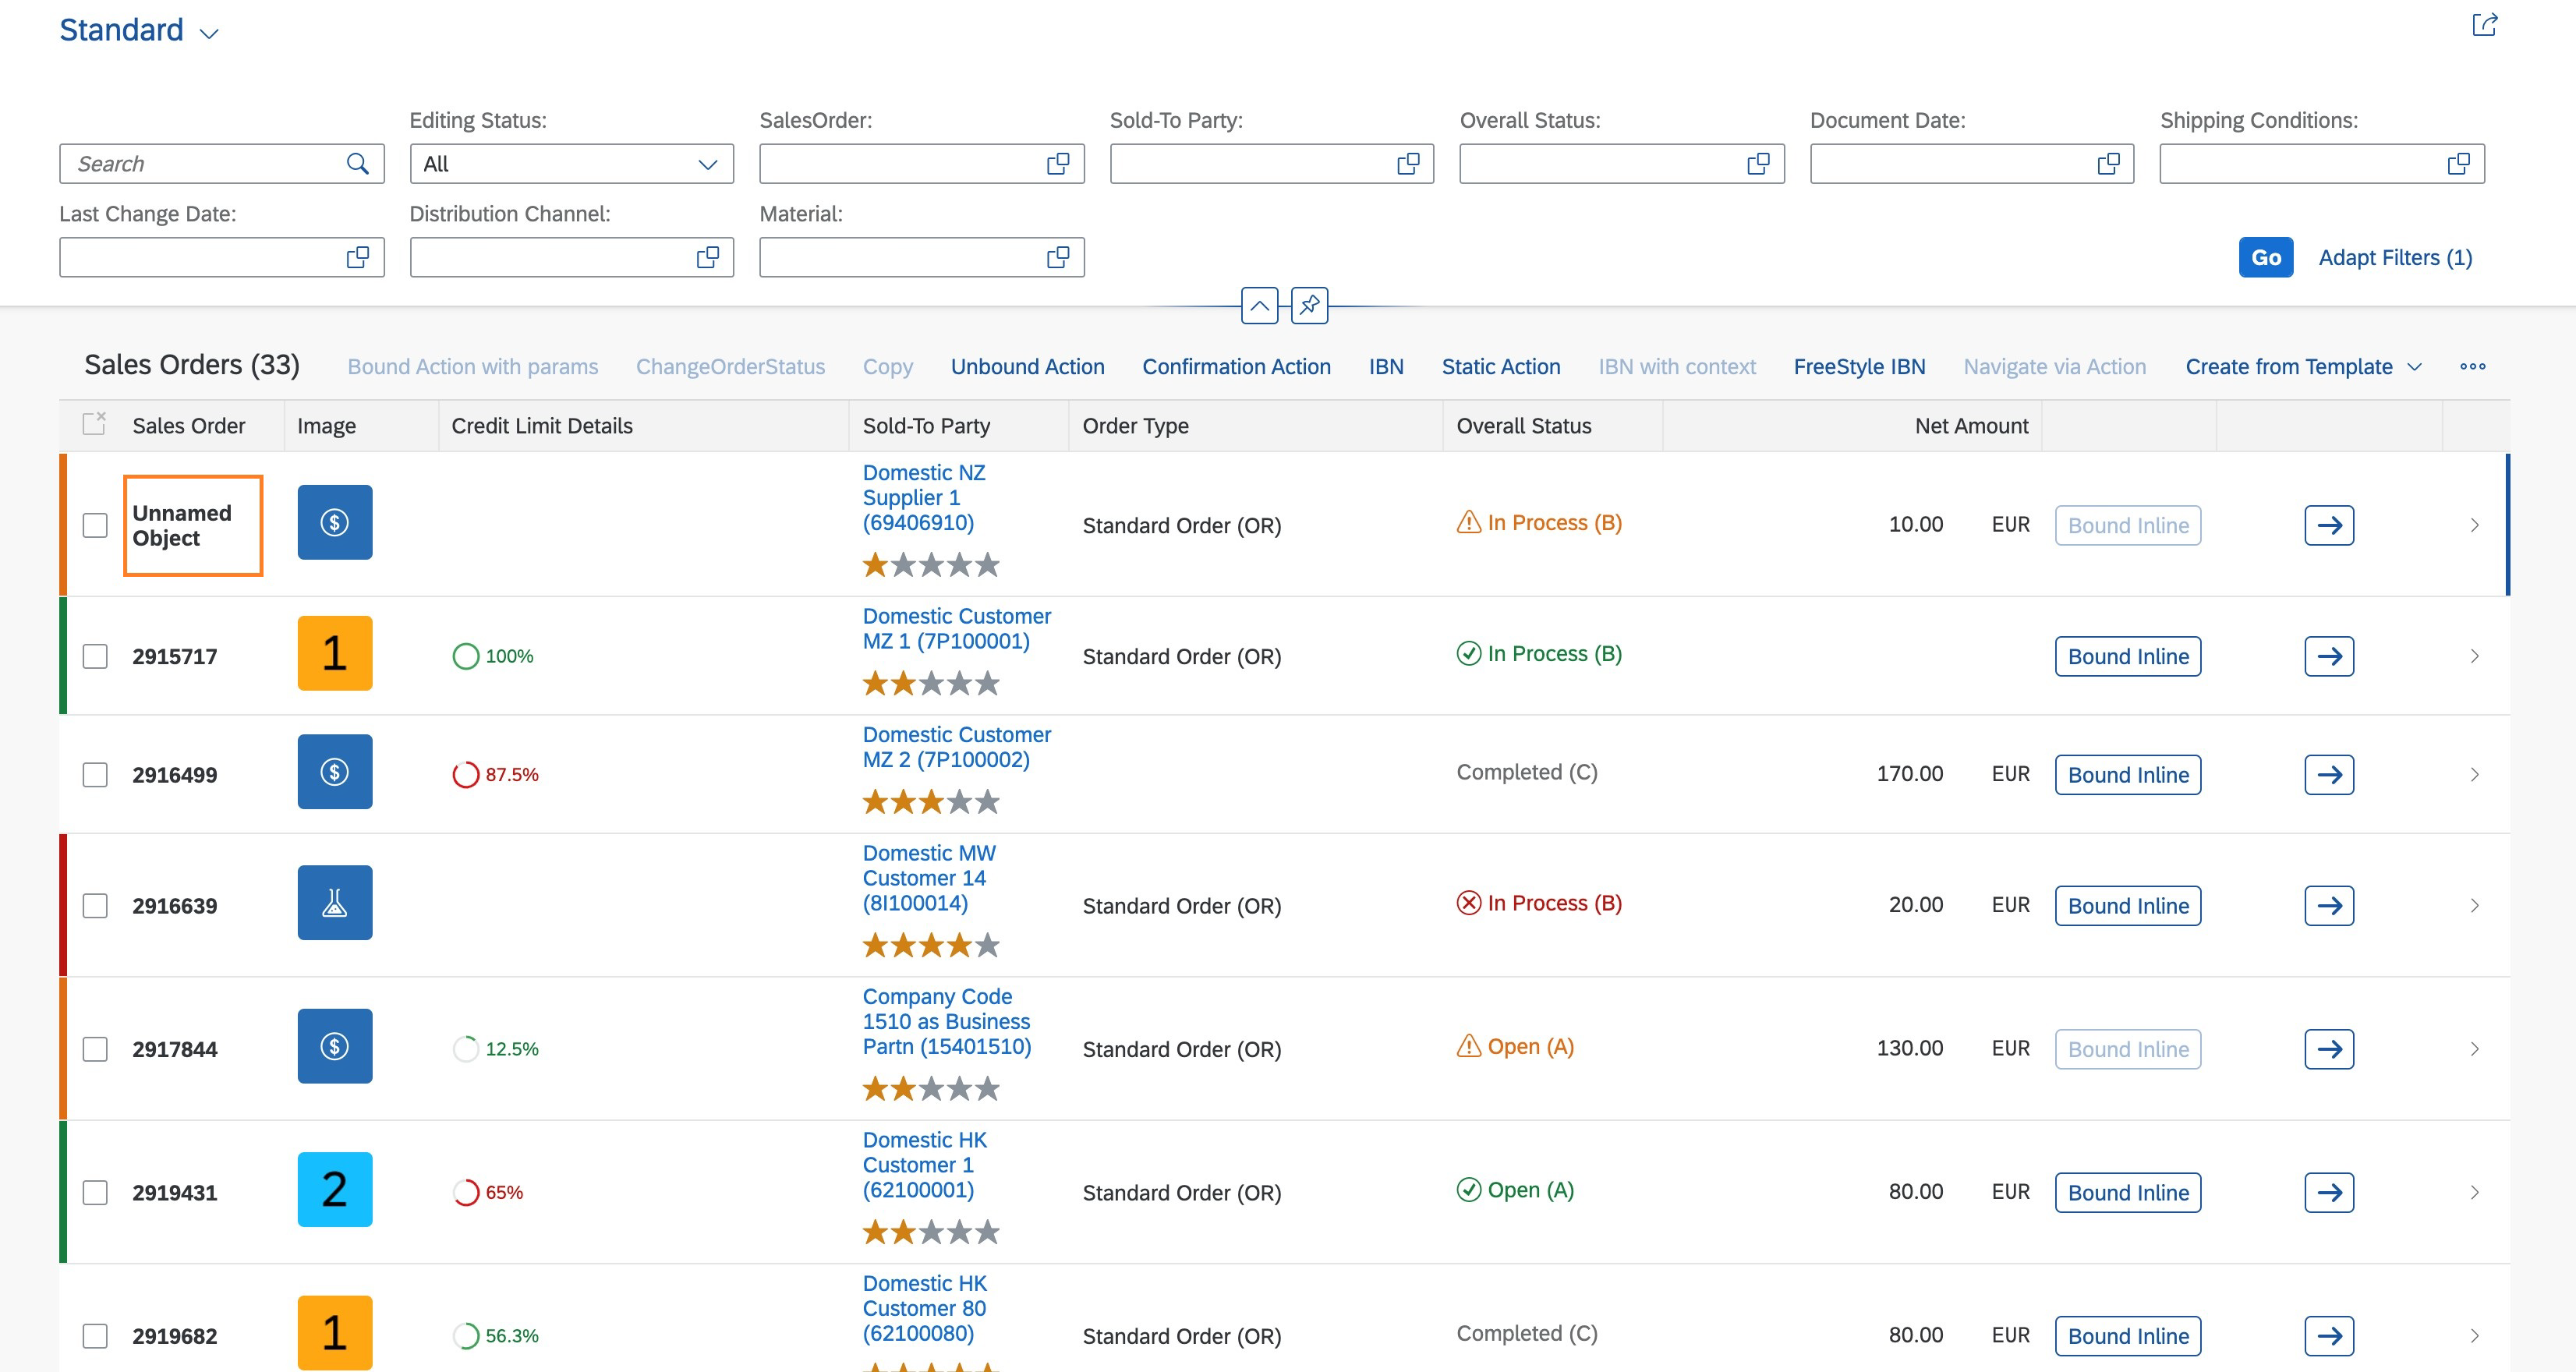 Standard
Editing Status:
SalesOrder:
Sold-To Party:
Overall Status:
Document Date:
Shipping Conditions:
Search
All
Last Change Date:
Distribution Channel:
Material:
Go
Adapt Filters (1)
Sales Orders (33)
Bound Action with params
ChangeOrderStatus
Copy
Unbound Action
Confirmation Action
IBN
Static Action
IBN with context
FreeStyle IBN
Navigate via Action
Create from Template
Sales Order
Image
Credit Limit Details
Sold-To Party
Order Type
Overall Status
Net Amount
Unnamed
Object
Domestic NZ
Supplier 1
(69406910)
Standard Order (OR)
In Process (B)
10.00 EUR
Bound Inline
2915717
1
100%
Domestic Customer
MZ 1 (7P100001)
Standard Order (OR)
In Process (B)
Bound Inline
2916499
87.5%
Domestic Customer
MZ 2 (7P100002)
Completed (C)
170.00 EUR
Bound Inline
2916639
Domestic MW
Customer 14
(8I100014)
Standard Order (OR)
In Process (B)
20.00 EUR
Bound Inline
2917844
12.5%
Company Code
1510 as Business
Partn (15401510)
Standard Order (OR)
Open (A)
130.00 EUR
Bound Inline
2919431
2
65%
Domestic HK
Customer 1
(62100001)
Standard Order (OR)
Open (A)
80.00 EUR
Bound Inline
2919682
1
56.3%
Domestic HK
Customer 80
(62100080)
Standard Order (OR)
Completed (C)
80.00 EUR
Bound Inline